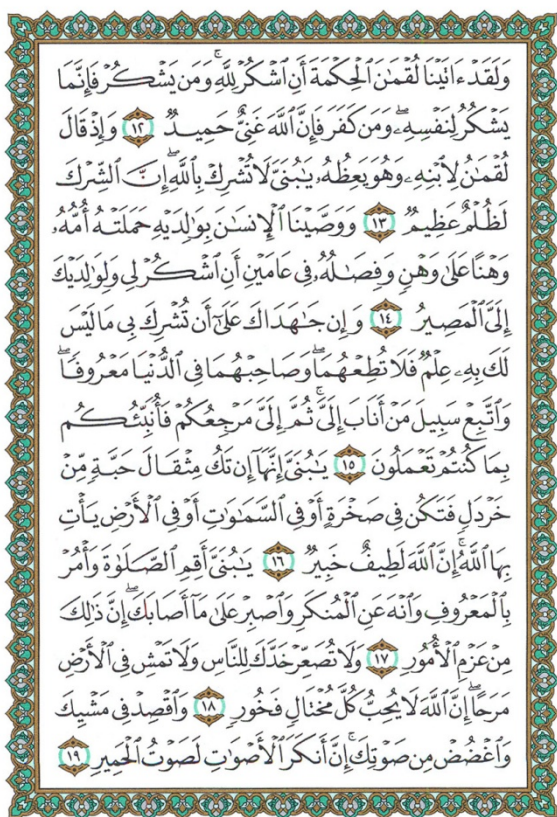 وَلَقَدْ ءَاتَيْنَا لُقْمَٰنَ ٱلْحِكْمَةَ أَنِ ٱشْكُرْ لِلَّهِ ۚ وَمَن يَشْكُرْ فَإِنَّمَا
يَشْكُرُ لِنَفْسِهِۦ ۖ وَمَن كَفَرَ فَإِنَّ ٱللَّهَ غَنِىٌّ حَمِيدٌ ١٢ وَإِذْ قَالَ
لُقْمَٰنُ لِٱبْنِهِۦ وَهُوَ يَعِظُهُۥ يَٰبُنَىَّ لَا تُشْرِكْ بِٱللَّهِ ۖ إِنَّ ٱلشِّرْكَ
لَظُلْمٌ عَظِيمٌ ١٣ وَوَصَّيْنَا ٱلْإِنسَٰنَ بِوَٰلِدَيْهِ حَمَلَتْهُ أُمُّهُۥ
وَهْنًا عَلَىٰ وَهْنٍ وَفِصَٰلُهُۥ فِى عَامَيْنِ أَنِ ٱشْكُرْ لِى وَلِوَٰلِدَيْكَ
إِلَىَّ ٱلْمَصِيرُ ١٤ وَإِن جَٰهَدَاكَ عَلَىٰٓ أَن تُشْرِكَ بِى مَا لَيْسَ
لَكَ بِهِۦ عِلْمٌ فَلَا تُطِعْهُمَا ۖ وَصَاحِبْهُمَا فِى ٱلدُّنْيَا مَعْرُوفًا ۖ
وَٱتَّبِعْ سَبِيلَ مَنْ أَنَابَ إِلَىَّ ۚ ثُمَّ إِلَىَّ مَرْجِعُكُمْ فَأُنَبِّئُكُم
بِمَا كُنتُمْ تَعْمَلُونَ ١٥ يَٰبُنَىَّ إِنَّهَآ إِن تَكُ مِثْقَالَ حَبَّةٍ مِّنْ
خَرْدَلٍ فَتَكُن فِى صَخْرَةٍ أَوْ فِى ٱلسَّمَٰوَٰتِ أَوْ فِى ٱلْأَرْضِ يَأْتِ
بِهَا ٱللَّهُ ۚ إِنَّ ٱللَّهَ لَطِيفٌ خَبِيرٌ ١٦ يَٰبُنَىَّ أَقِمِ ٱلصَّلَوٰةَ وَأْمُرْ
بِٱلْمَعْرُوفِ وَٱنْهَ عَنِ ٱلْمُنكَرِ وَٱصْبِرْ عَلَىٰ مَآ أَصَابَكَ ۖ إِنَّ ذَٰلِكَ
مِنْ عَزْمِ ٱلْأُمُورِ ١٧ وَلَا تُصَعِّرْ خَدَّكَ لِلنَّاسِ وَلَا تَمْشِ فِى ٱلْأَرْضِ
مَرَحًا ۖ إِنَّ ٱللَّهَ لَا يُحِبُّ كُلَّ مُخْتَالٍ فَخُورٍ ١٨ وَٱقْصِدْ فِى مَشْيِكَ
وَٱغْضُضْ مِن صَوْتِكَ ۚ إِنَّ أَنكَرَ ٱلْأَصْوَٰتِ لَصَوْتُ ٱلْحَمِيرِ ١٩